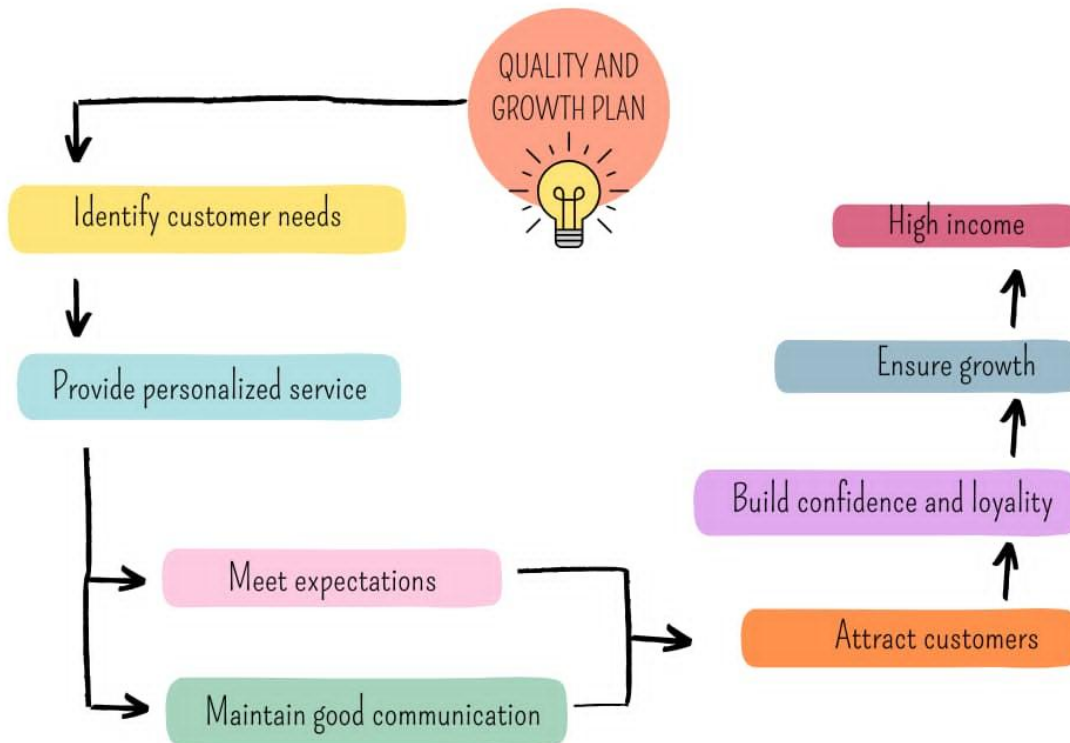 QUALITY AND
GROWTH PLAN
Identify customer needs
Provide personalized service
Meet expectations
Maintain good communication
Attract customers
Build confidence and loyality
Ensure growth
High income